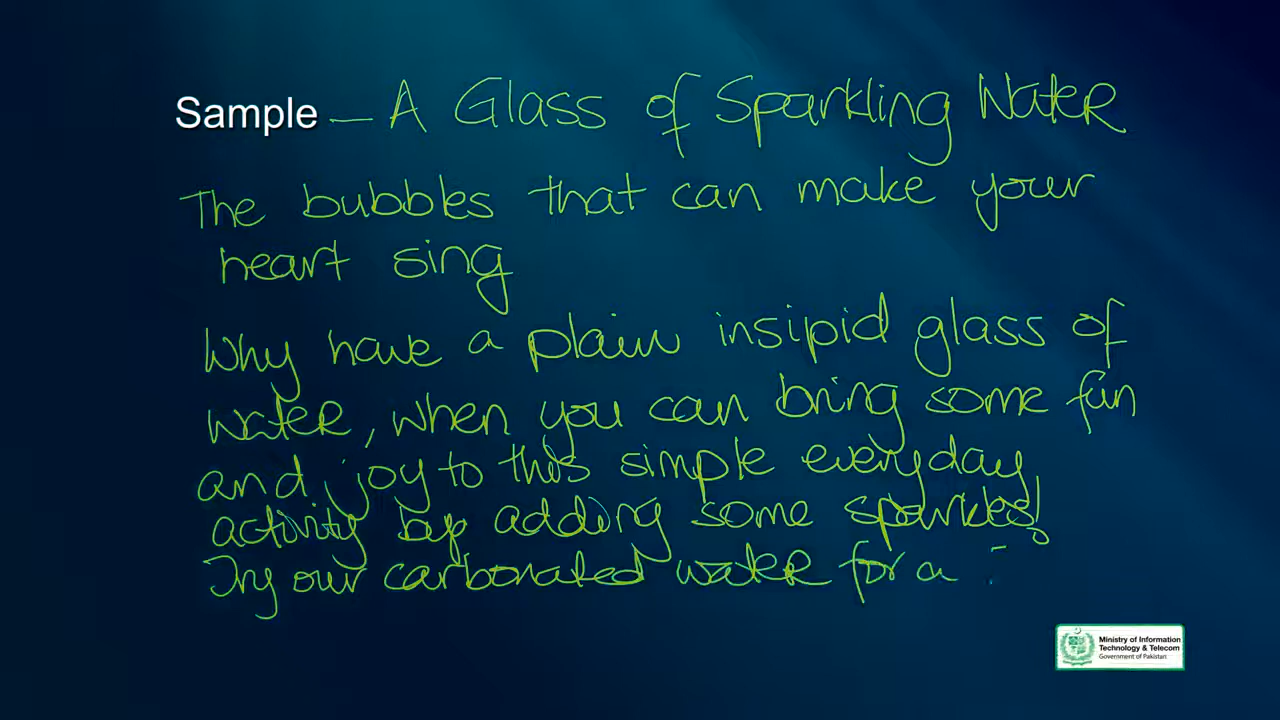 Sample — A Glass of Sparkling Water
The bubbles that can make your
heart sing
Why have a plain insipid glass of
water, when you can bring some fun
and joy to this simple everyday
activity by adding some sparkles!
Try our carbonated water for a
Ministry of Information
Technology & Telecom
Government of Pakistan